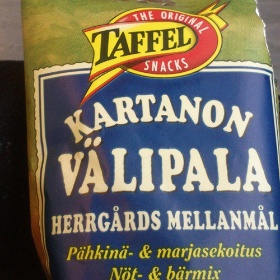 THE ORIGINAL
TAFFEL
SNACKS
KARTANON
VÄLIPALA
HERRGÅRDS MELLANMÅL
Pähkinä- & marjasekoitus
Nöt- & bärmix